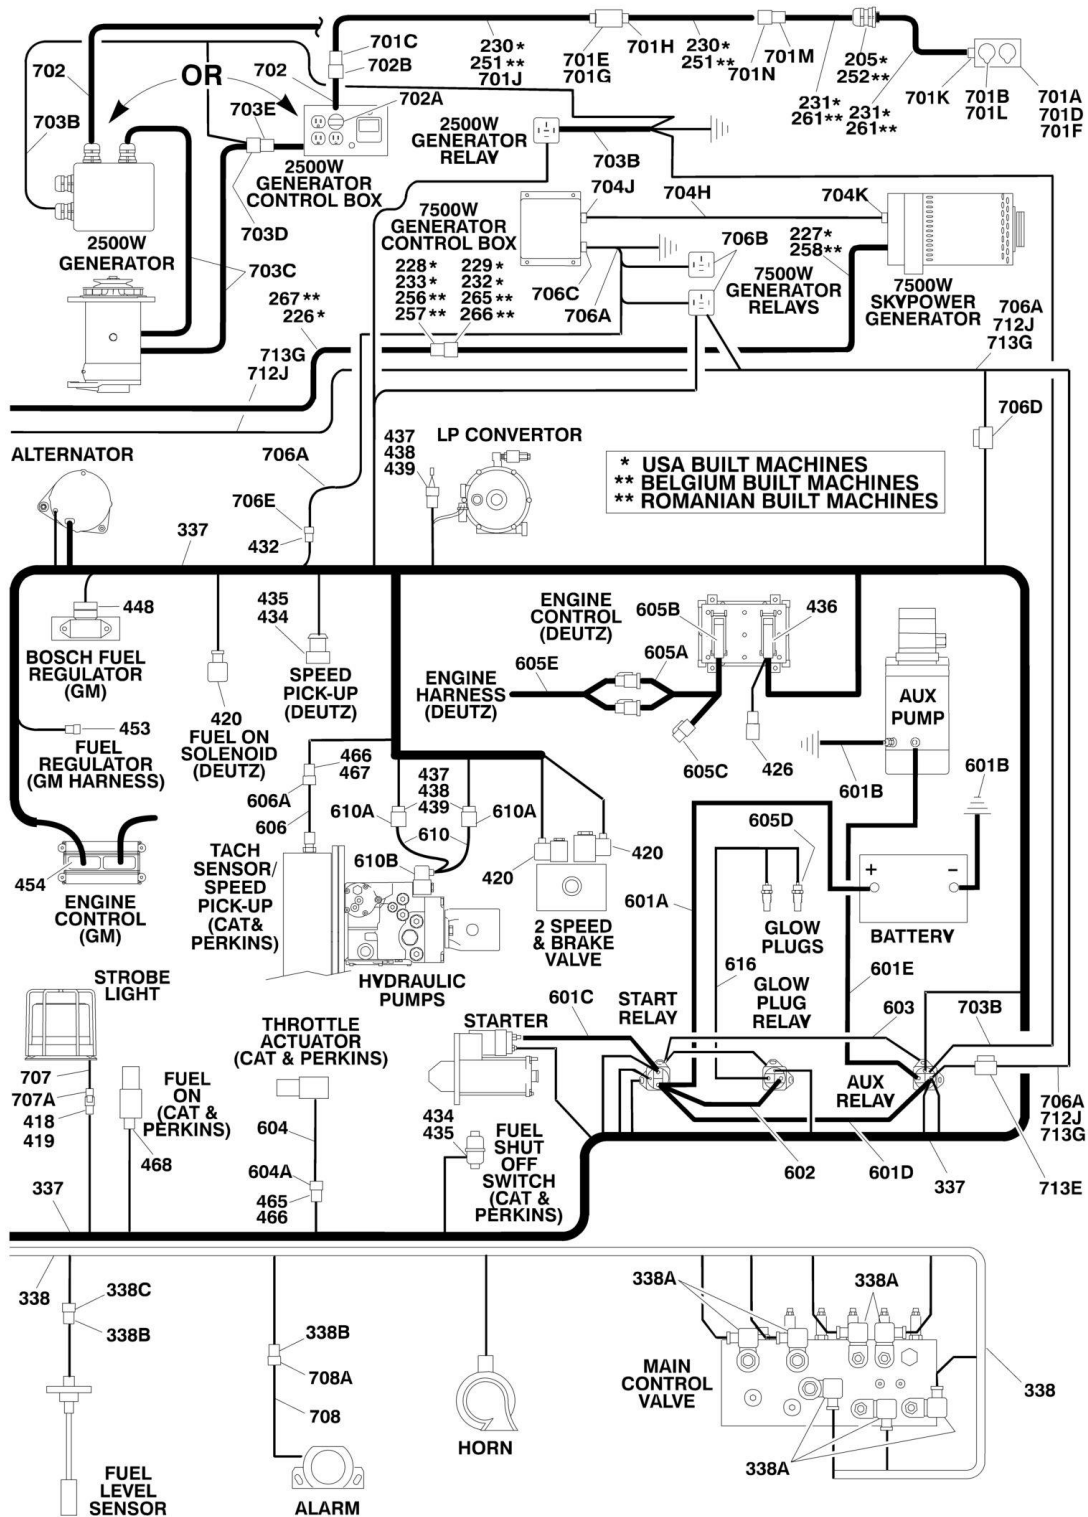 230*
251**
701J
701E
701G
701H
230*
251**
701N
701M
231*
261**
205*
252**
231*
261**
701K
701B
701L
701A
701D
701F
701C
702B
702
OR
702
702A
703B
703E
2500W
GENERATOR
RELAY
703B
2500W
GENERATOR
CONTROL BOX
704J
704H
704K
703D
2500W
GENERATOR
703C
7500W
GENERATOR
CONTROL BOX
228*
233*
256**
257**
229*
232*
265**
266**
706B
227*
258**
7500W
GENERATOR
RELAYS
706C
706A
7500W
SKYPOWER
GENERATOR
267**
226*
713G
712J
706A
712J
713G
706D
ALTERNATOR
706A
437
438
439
LP CONVERTOR
* USA BUILT MACHINES
** BELGIUM BUILT MACHINES
** ROMANIAN BUILT MACHINES
706E
432
337
448
BOSCH FUEL
REGULATOR
(GM)
435
434
SPEED
PICK-UP
(DEUTZ)
420
FUEL ON
SOLENOID
(DEUTZ)
453
FUEL
REGULATOR
(GM HARNESS)
ENGINE
CONTROL
(DEUTZ)
605B
436
605E
605A
ENGINE
HARNESS
(DEUTZ)
605C
426
AUX
PUMP
601B
601B
466
467
606A
606
437
438
439
610A
610A
610
610B
420
420
605D
+
-
454
ENGINE
CONTROL
(GM)
TACH
SENSOR/
SPEED
PICK-UP
(CAT&
PERKINS)
HYDRAULIC
PUMPS
2 SPEED
& BRAKE
VALVE
601A
GLOW
PLUGS
BATTERY
616
601E
STROBE
LIGHT
601C
START
RELAY
GLOW
PLUG
RELAY
603
703B
THROTTLE
ACTUATOR
(CAT & PERKINS)
STARTER
707
707A
418
419
FUEL
ON
(CAT &
PERKINS)
468
604
604A
465
466
434
435
FUEL
SHUT
OFF
SWITCH
(CAT &
PERKINS)
AUX
RELAY
706A
712J
713G
602
601D
337
713E
337
338
338C
338B
338B
708A
708
338A
338A
MAIN
CONTROL
VALVE
338
338A
FUEL
LEVEL
SENSOR
ALARM
HORN